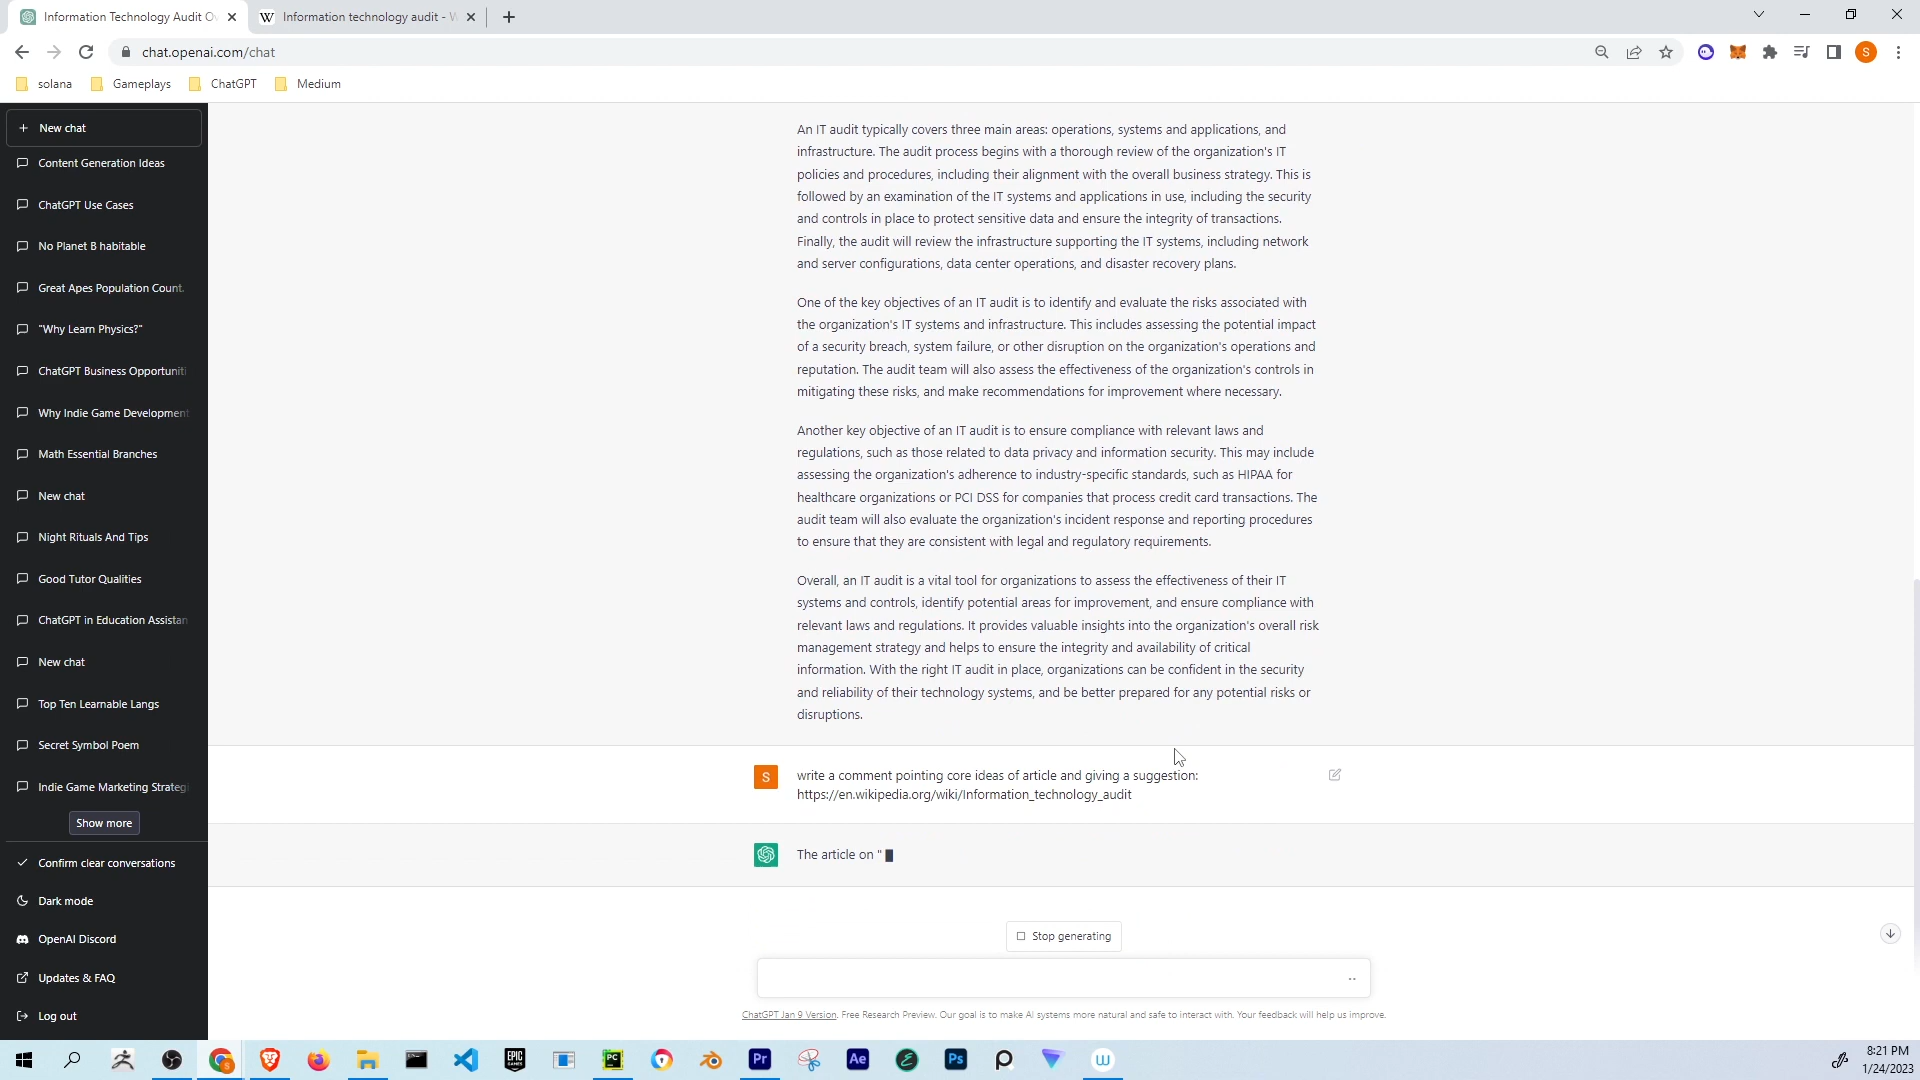 Information Technology Audit Ov
Information technology audit - W
chat.openai.com/chat
S
solana
Gameplays
ChatGPT
Medium
New chat
Content Generation Ideas
ChatGPT Use Cases
No Planet B habitable
Great Apes Population Count.
"Why Learn Physics?"
ChatGPT Business Opportuniti
Why Indie Game Development
Math Essential Branches
New chat
Night Rituals And Tips
Good Tutor Qualities
ChatGPT in Education Assistan
New chat
Top Ten Learnable Langs
Secret Symbol Poem
Indie Game Marketing Strategi
Show more
Confirm clear conversations
Dark mode
OpenAI Discord
Updates & FAQ
Log out
An IT audit typically covers three main areas: operations, systems and applications, and
infrastructure. The audit process begins with a thorough review of the organization's IT
policies and procedures, including their alignment with the overall business strategy. This is
followed by an examination of the IT systems and applications in use, including the security
and controls in place to protect sensitive data and ensure the integrity of transactions.
Finally, the audit will review the infrastructure supporting the IT systems, including network
and server configurations, data center operations, and disaster recovery plans.
One of the key objectives of an IT audit is to identify and evaluate the risks associated with
the organization's IT systems and infrastructure. This includes assessing the potential impact
of a security breach, system failure, or other disruption on the organization's operations and
reputation. The audit team will also assess the effectiveness of the organization's controls in
mitigating these risks, and make recommendations for improvement where necessary.
Another key objective of an IT audit is to ensure compliance with relevant laws and
regulations, such as those related to data privacy and information security. This may include
assessing the organization's adherence to industry-specific standards, such as HIPAA for
healthcare organizations or PCI DSS for companies that process credit card transactions. The
audit team will also evaluate the organization's incident response and reporting procedures
to ensure that they are consistent with legal and regulatory requirements.
Overall, an IT audit is a vital tool for organizations to assess the effectiveness of their IT
systems and controls, identify potential areas for improvement, and ensure compliance with
relevant laws and regulations. It provides valuable insights into the organization's overall risk
management strategy and helps to ensure the integrity and availability of critical
information. With the right IT audit in place, organizations can be confident in the security
and reliability of their technology systems, and be better prepared for any potential risks or
disruptions.
S
write a comment pointing core ideas of article and giving a suggestion:
https://en.wikipedia.org/wiki/Information_technology_audit
The article on "
Stop generating
ChatGPT Jan 9 Version. Free Research Preview. Our goal is to make AI systems more natural and safe to interact with. Your feedback will help us improve.
S
EPIC
GAMES
PC
Pr
Ae
Ps
8:21 PM
1/24/2023